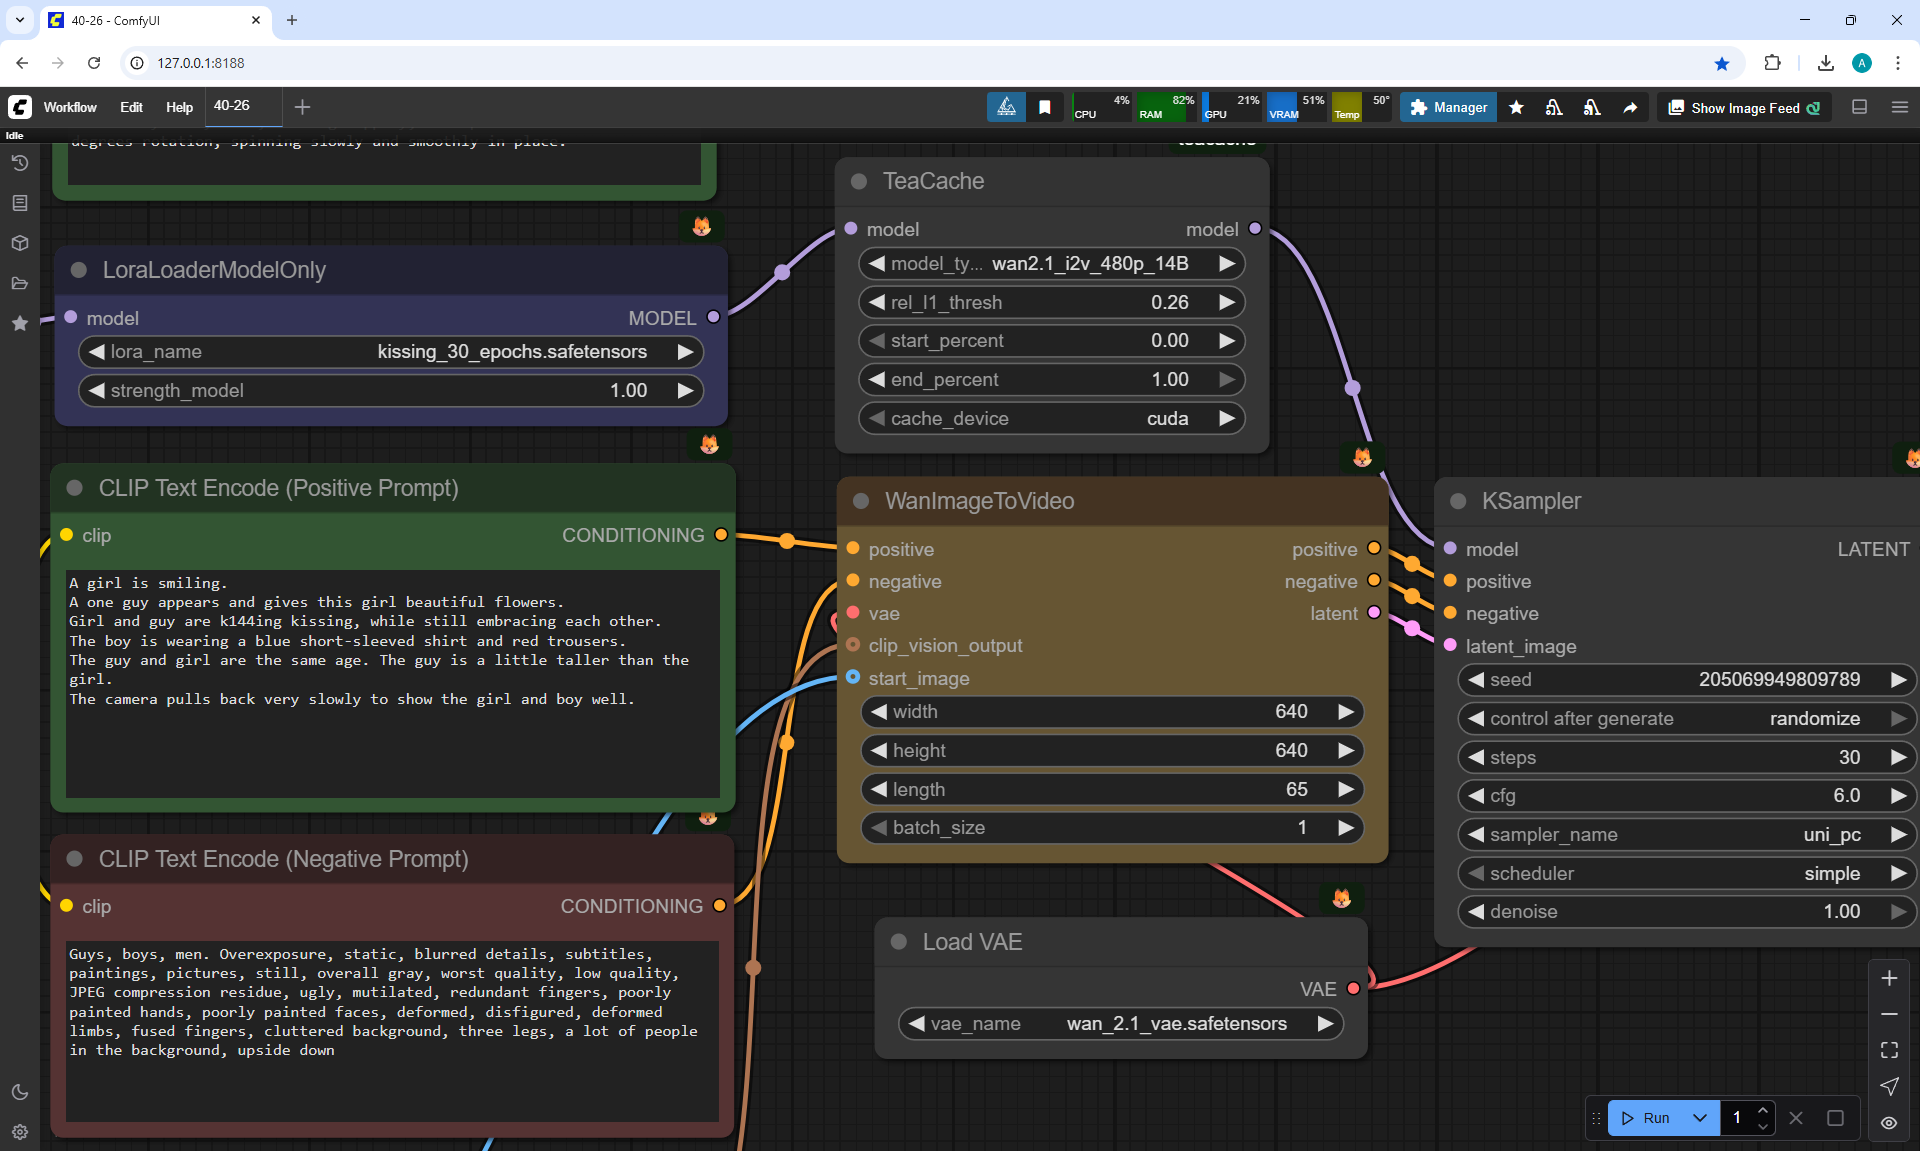 40-26 - ComfyUI
127.0.0.1:8188
Workflow Edit Help 40-26
CPU 4% RAM 82% GPU 21% VRAM 51% Temp 50° Manager Show Image Feed
Idle
degrees rotation, spinning slowly and smoothly in place.
teacache
TeaCache
model model
model_ty... wan2.1_i2v_480p_14B
rel_l1_thresh 0.26
start_percent 0.00
end_percent 1.00
cache_device cuda
LoraLoaderModelOnly
model MODEL
lora_name kissing_30_epochs.safetensors
strength_model 1.00
CLIP Text Encode (Positive Prompt)
clip CONDITIONING
A girl is smiling.
A one guy appears and gives this girl beautiful flowers.
Girl and guy are k144ing kissing, while still embracing each other.
The boy is wearing a blue short-sleeved shirt and red trousers.
The guy and girl are the same age. The guy is a little taller than the
girl.
The camera pulls back very slowly to show the girl and boy well.
WanImageToVideo
positive positive
negative negative
vae latent
clip_vision_output
start_image
width 640
height 640
length 65
batch_size 1
KSampler
model LATENT
positive
negative
latent_image
seed 205069949809789
control after generate randomize
steps 30
cfg 6.0
sampler_name uni_pc
scheduler simple
denoise 1.00
CLIP Text Encode (Negative Prompt)
clip CONDITIONING
Guys, boys, men. Overexposure, static, blurred details, subtitles,
paintings, pictures, still, overall gray, worst quality, low quality,
JPEG compression residue, ugly, mutilated, redundant fingers, poorly
painted hands, poorly painted faces, deformed, disfigured, deformed
limbs, fused fingers, cluttered background, three legs, a lot of people
in the background, upside down
Load VAE
VAE
vae_name wan_2.1_vae.safetensors
Run 1
A